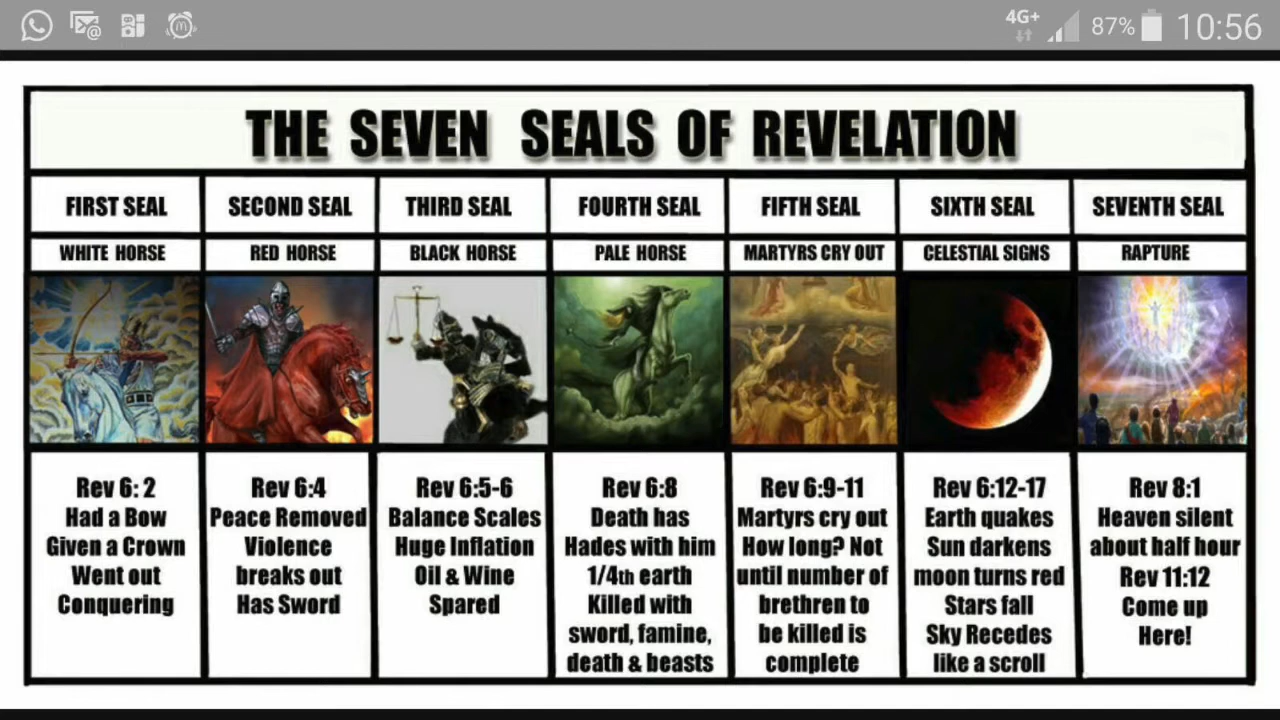 4G+ 87% 10:56
THE SEVEN SEALS OF REVELATION
FIRST SEAL
SECOND SEAL
THIRD SEAL
FOURTH SEAL
FIFTH SEAL
SIXTH SEAL
SEVENTH SEAL
WHITE HORSE
RED HORSE
BLACK HORSE
PALE HORSE
MARTYRS CRY OUT
CELESTIAL SIGNS
RAPTURE
Rev 6: 2
Had a Bow
Given a Crown
Went out
Conquering
Rev 6:4
Peace Removed
Violence
breaks out
Has Sword
Rev 6:5-6
Balance Scales
Huge Inflation
Oil & Wine
Spared
Rev 6:8
Death has
Hades with him
1/4th earth
Killed with
sword, famine,
death & beasts
Rev 6:9-11
Martyrs cry out
How long? Not
until number of
brethren to
be killed is
complete
Rev 6:12-17
Earth quakes
Sun darkens
moon turns red
Stars fall
Sky Recedes
like a scroll
Rev 8:1
Heaven silent
about half hour
Rev 11:12
Come up
Here!